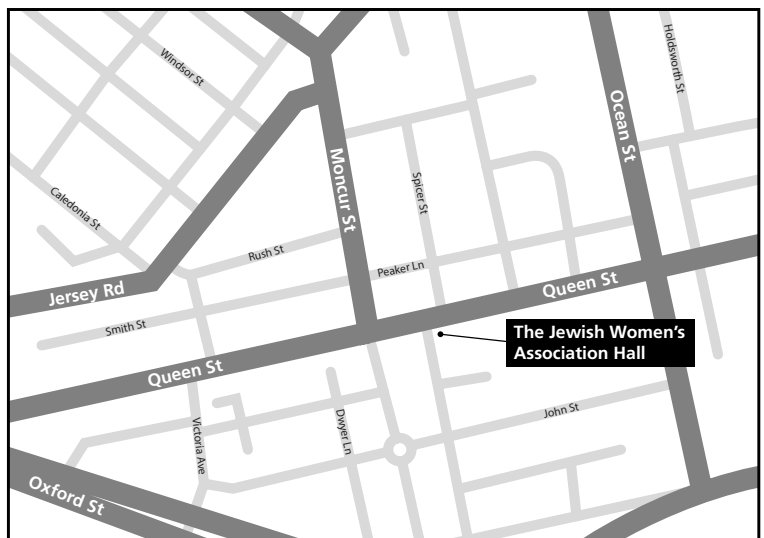 Windsor St
Holdsworth St
Ocean St
Moncur St
Spicer St
Caledonia St
Rush St
Peaker Ln
Jersey Rd
Queen St
Smith St
The Jewish Women's
Association Hall
Queen St
John St
Dwyer Ln
Victoria Ave
Oxford St